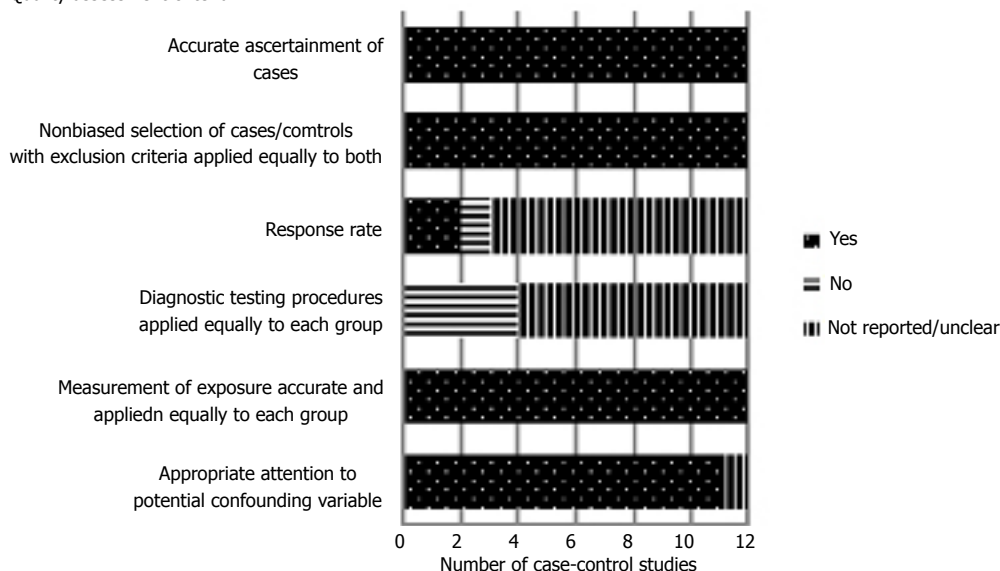 Accurate ascertainment of
cases
Nonbiased selection of cases/comtrols
with exclusion criteria applied equally to both
Response rate
Diagnostic testing procedures
applied equally to each group
Measurement of exposure accurate and
appliedn equally to each group
Appropriate attention to
potential confounding variable
0 2 4 6 8 10 12
Number of case-control studies
Yes
No
Not reported/unclear